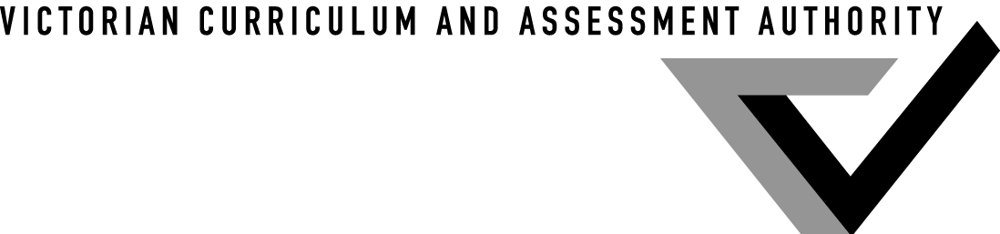 VICTORIAN CURRICULUM AND ASSESSMENT AUTHORITY